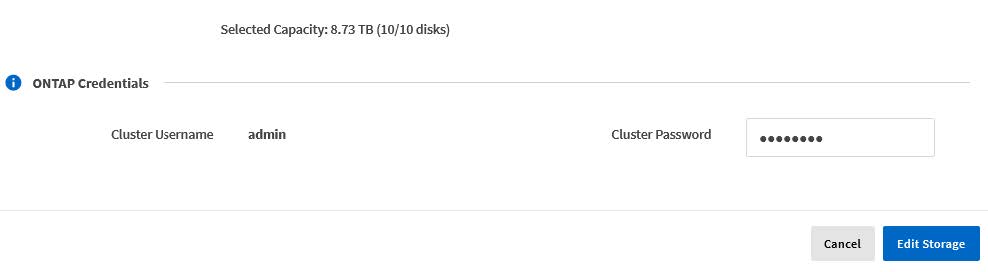 Selected Capacity: 8.73 TB (10/10 disks)
ONTAP Credentials
Cluster Username admin Cluster Password ••••••••
Cancel Edit Storage